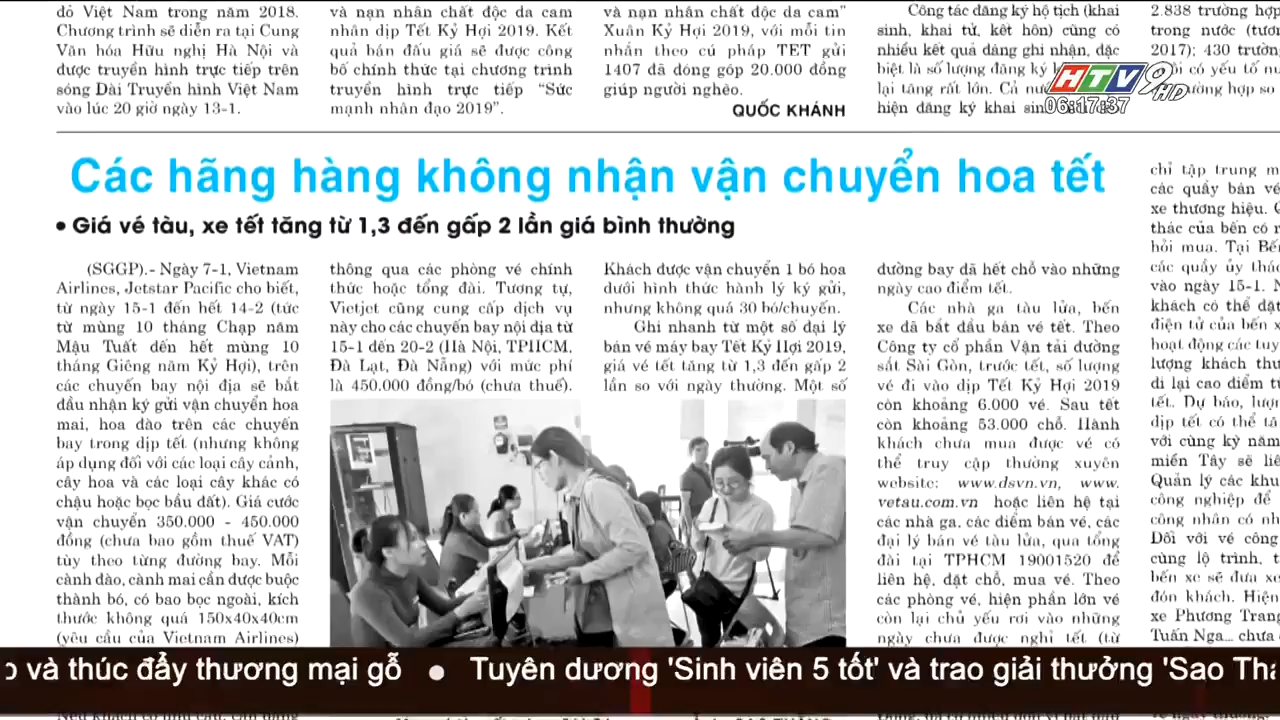 đỏ Việt Nam trong năm 2018.
Chương trình sẽ diễn ra tại Cung
Văn hóa Hữu nghị Hà Nội và
được truyền hình trực tiếp trên
sóng Đài Truyền hình Việt Nam
vào lúc 20 giờ ngày 13-1.
và nạn nhân chất độc da cam
nhân dịp Tết Kỷ Hợi 2019. Kết
quả bán đấu giá sẽ được công
bố chính thức tại chương trình
truyền hình trực tiếp “Sức
mạnh nhân đạo 2019”.
và nạn nhân chất độc da cam”
Xuân Kỷ Hợi 2019, với mỗi tin
nhắn theo cú pháp TET gửi
1407 đã đóng góp 20.000 đồng
giúp người nghèo.
QUỐC KHÁNH
Công tác đăng ký hộ tịch (khai
sinh, khai tử, kết hôn) cũng có
nhiều kết quả đáng ghi nhận, đặc
biệt là số lượng đăng ký
lại tăng rất lớn. Cả
hiện đăng ký khai sinh
2.838 trường hợp
trong nước (tươn
2017); 430 trườn
có yếu tố nư
hợp so
HTV9 HD
06:17:37
Các hãng hàng không nhận vận chuyển hoa tết
• Giá vé tàu, xe tết tăng từ 1,3 đến gấp 2 lần giá bình thường
(SGGP).- Ngày 7-1, Vietnam
Airlines, Jetstar Pacific cho biết,
từ ngày 15-1 đến hết 14-2 (tức
từ mùng 10 tháng Chạp năm
Mậu Tuất đến hết mùng 10
tháng Giêng năm Kỷ Hợi), trên
các chuyến bay nội địa sẽ bắt
đầu nhận ký gửi vận chuyển hoa
mai, hoa đào trên các chuyến
bay trong dịp tết (nhưng không
áp dụng đối với các loại cây cảnh,
cây hoa và các loại cây khác có
chậu hoặc bọc bầu đất). Giá cước
vận chuyển 350.000 - 450.000
đồng (chưa bao gồm thuế VAT)
tùy theo từng đường bay. Mỗi
cành đào, cành mai cần được buộc
thành bó, có bao bọc ngoài, kích
thước không quá 150x40x40cm
(yêu cầu của Vietnam Airlines)
thông qua các phòng vé chính
thức hoặc tổng đài. Tương tự,
Vietjet cũng cung cấp dịch vụ
này cho các chuyến bay nội địa từ
15-1 đến 20-2 (Hà Nội, TPHCM,
Đà Lạt, Đà Nẵng) với mức phí
là 450.000 đồng/bó (chưa thuế).
Khách được vận chuyển 1 bó hoa
dưới hình thức hành lý ký gửi,
nhưng không quá 30 bó/chuyến.
Ghi nhanh từ một số đại lý
bán vé máy bay Tết Kỷ Hợi 2019,
giá vé tết tăng từ 1,3 đến gấp 2
lần so với ngày thường. Một số
đường bay đã hết chỗ vào những
ngày cao điểm tết.
Các nhà ga tàu lửa, bến
xe đã bắt đầu bán vé tết. Theo
Công ty cổ phần Vận tải đường
sắt Sài Gòn, trước tết, số lượng
vé đi vào dịp Tết Kỷ Hợi 2019
còn khoảng 6.000 vé. Sau tết
còn khoảng 53.000 chỗ. Hành
khách chưa mua được vé có
thể truy cập thường xuyên
website: www.dsvn.vn, www.
vetau.com.vn hoặc liên hệ tại
các nhà ga, các điểm bán vé, các
đại lý bán vé tàu lửa, qua tổng
đài tại TPHCM 19001520 để
liên hệ, đặt chỗ, mua vé. Theo
các phòng vé, hiện phần lớn vé
còn lại chủ yếu rơi vào những
ngày chưa được nghỉ tết (từ
chỉ tập trung m
các quầy bán vé
xe thương hiệu. G
thác của bến có n
hỏi mua. Tại Bến
các quầy ủy thác
vào ngày 15-1. N
khách có thể đặt
điện tử của bến x
hoạt động các tuy
lượng khách thu
đi lại cao điểm t
tết. Dự báo, lượn
dịp tết có thể tă
với cùng kỳ năm
miền Tây sẽ liên
Quản lý các khu
công nghiệp để
công nhân có nh
Đối với vé công
cùng lộ trình, t
bến xe sẽ đưa xe
đón khách. Hiện
xe Phương Trang
Tuấn Nga... chưa
và thúc đẩy thương mại gỗ ● Tuyên dương 'Sinh viên 5 tốt' và trao giải thưởng 'Sao Thá